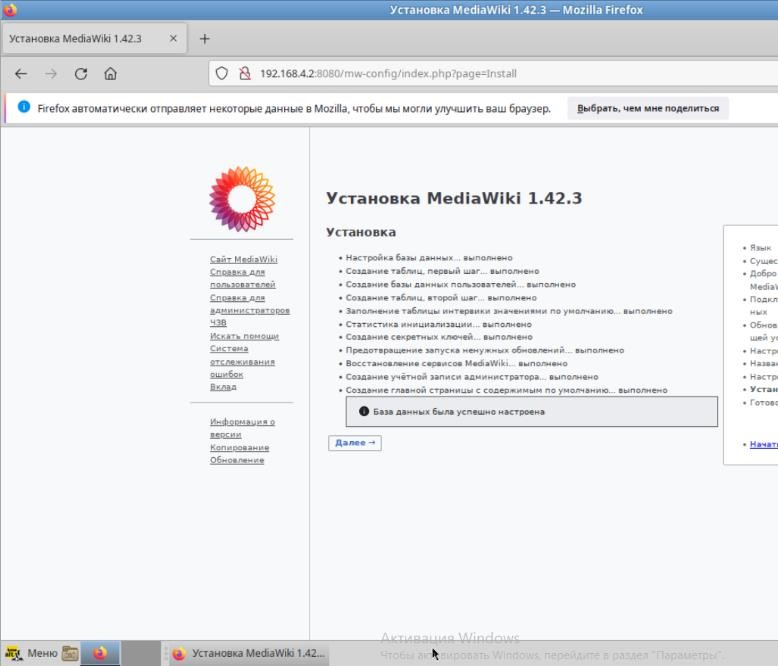 Установка MediaWiki 1.42.3 — Mozilla Firefox
Установка MediaWiki 1.42.3
192.168.4.2:8080/mw-config/index.php?page=Install
Firefox автоматически отправляет некоторые данные в Mozilla, чтобы мы могли улучшить ваш браузер.
Выбрать, чем мне поделиться
Сайт MediaWiki
Справка для
пользователей
Справка для
администраторов
ЧЗВ
Искать помощи
Система
отслеживания
ошибок
Вклад
Информация о
версии
Копирование
Обновление
Установка MediaWiki 1.42.3
Установка
Настройка базы данных... выполнено
Создание таблиц, первый шаг... выполнено
Создание базы данных пользователей... выполнено
Создание таблиц, второй шаг... выполнено
Заполнение таблицы интервики значениями по умолчанию... выполнено
Статистика инициализации... выполнено
Создание секретных ключей... выполнено
Предотвращение запуска ненужных обновлений... выполнено
Восстановление сервисов MediaWiki... выполнено
Создание учётной записи администратора... выполнено
Создание главной страницы с содержимым по умолчанию... выполнено
База данных была успешно настроена
Далее →
Язык
Сущес
Добро
MediaW
Подкл
ных
Обнов
щей ус
Настро
Назва
Настро
Устан
Готово
Начат
Активация Windows
Чтобы активировать Windows, перейдите в раздел "Параметры".
Меню
Установка MediaWiki 1.42...